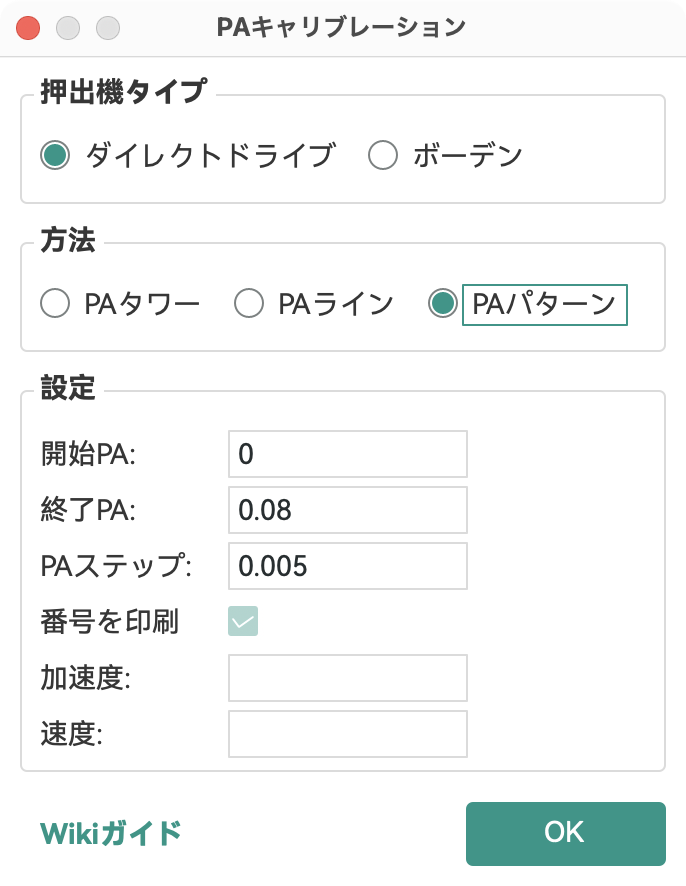 PAキャリブレーション
押出機タイプ
ダイレクトドライブ ボーデン
方法
PAタワー PAライン PAパターン
設定
開始PA: 0
終了PA: 0.08
PAステップ: 0.005
番号を印刷
加速度:
速度:
Wikiガイド OK